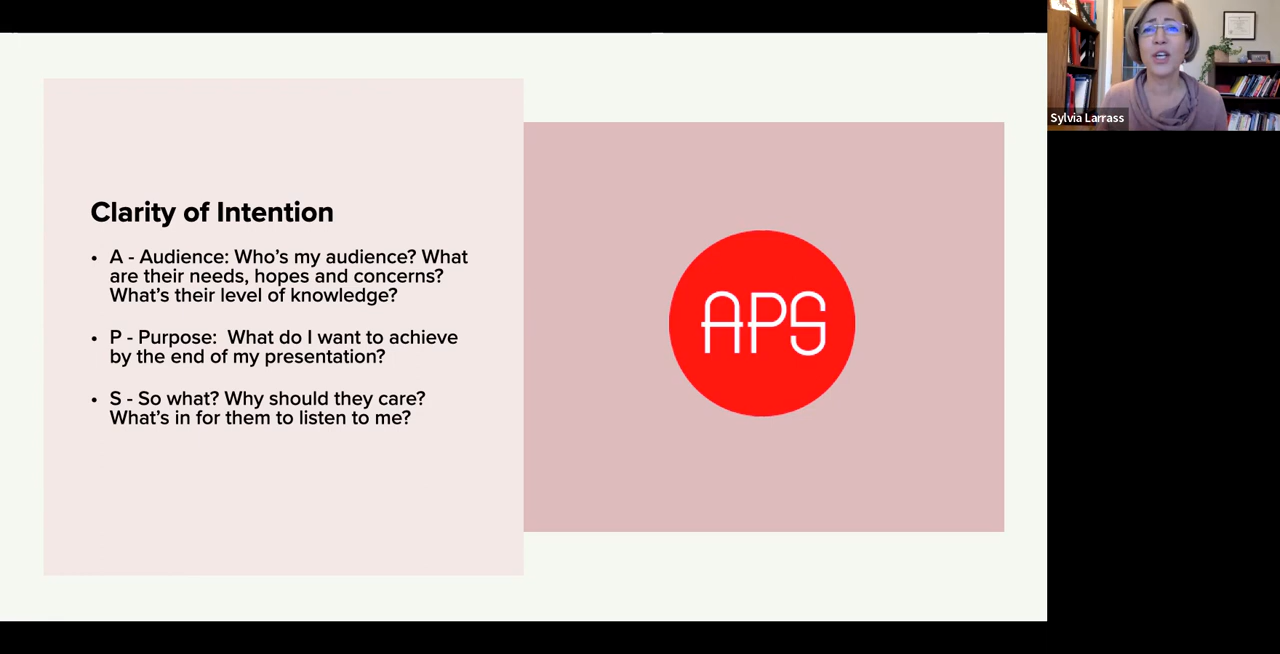 Clarity of Intention
• A - Audience: Who's my audience? What
are their needs, hopes and concerns?
What's their level of knowledge?
• P - Purpose:  What do I want to achieve
by the end of my presentation?
• S - So what? Why should they care?
What's in for them to listen to me?
APS
Sylvia Larrass